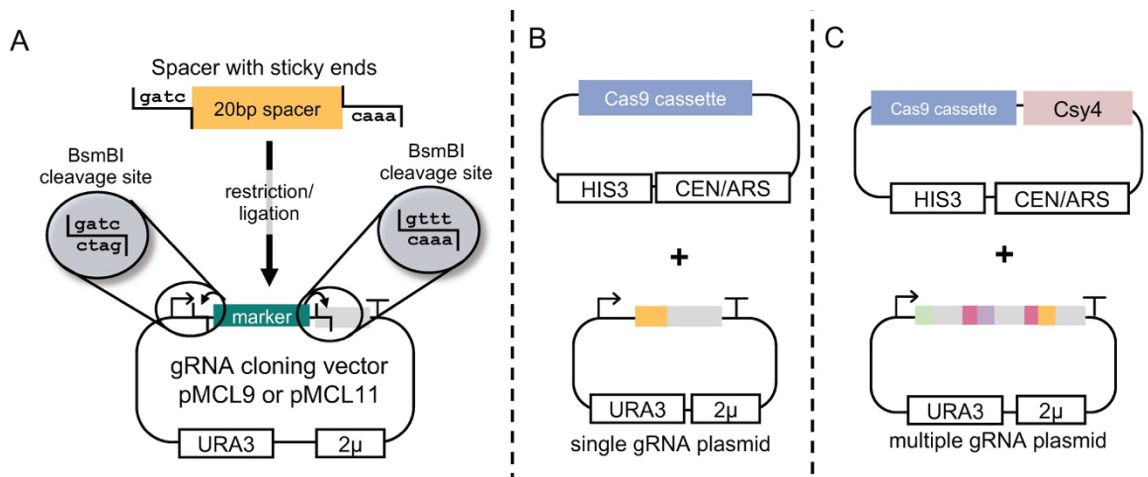 A
Spacer with sticky ends
gatc
20bp spacer
caaa
BsmBI
cleavage site
gatc
ctag
restriction/
ligation
BsmBI
cleavage site
gttt
caaa
marker
gRNA cloning vector
pMCL9 or pMCL11
URA3
2µ
B
Cas9 cassette
HIS3
CEN/ARS
+
URA3
2µ
single gRNA plasmid
C
Cas9 cassette
Csy4
HIS3
CEN/ARS
+
URA3
2µ
multiple gRNA plasmid